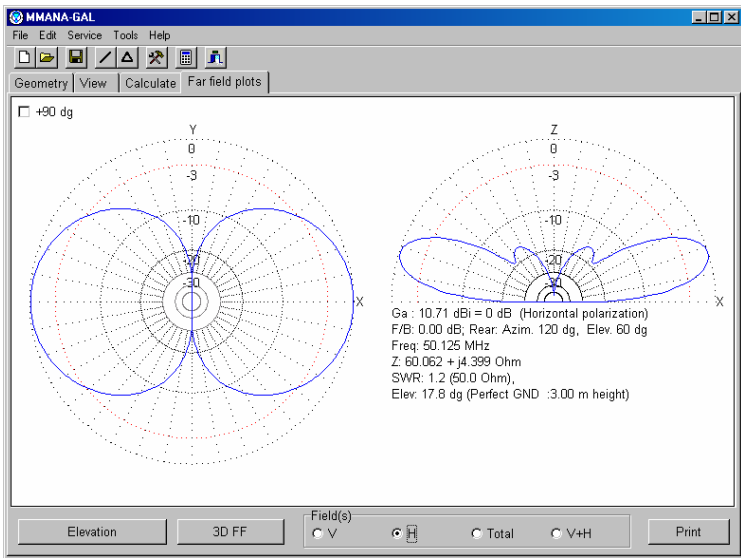 MMANA-GAL
File Edit Service Tools Help
Geometry View Calculate Far field plots
+90 dg
Y
0
-3
-10
-20
-30
X
Z
0
-3
-10
-20
-30
X
Ga : 10.71 dBi = 0 dB (Horizontal polarization)
F/B: 0.00 dB; Rear: Azim. 120 dg, Elev. 60 dg
Freq: 50.125 MHz
Z: 60.062 + j4.399 Ohm
SWR: 1.2 (50.0 Ohm),
Elev: 17.8 dg (Perfect GND :3.00 m height)
Elevation
3D FF
Field(s)
V H Total V+H
Print